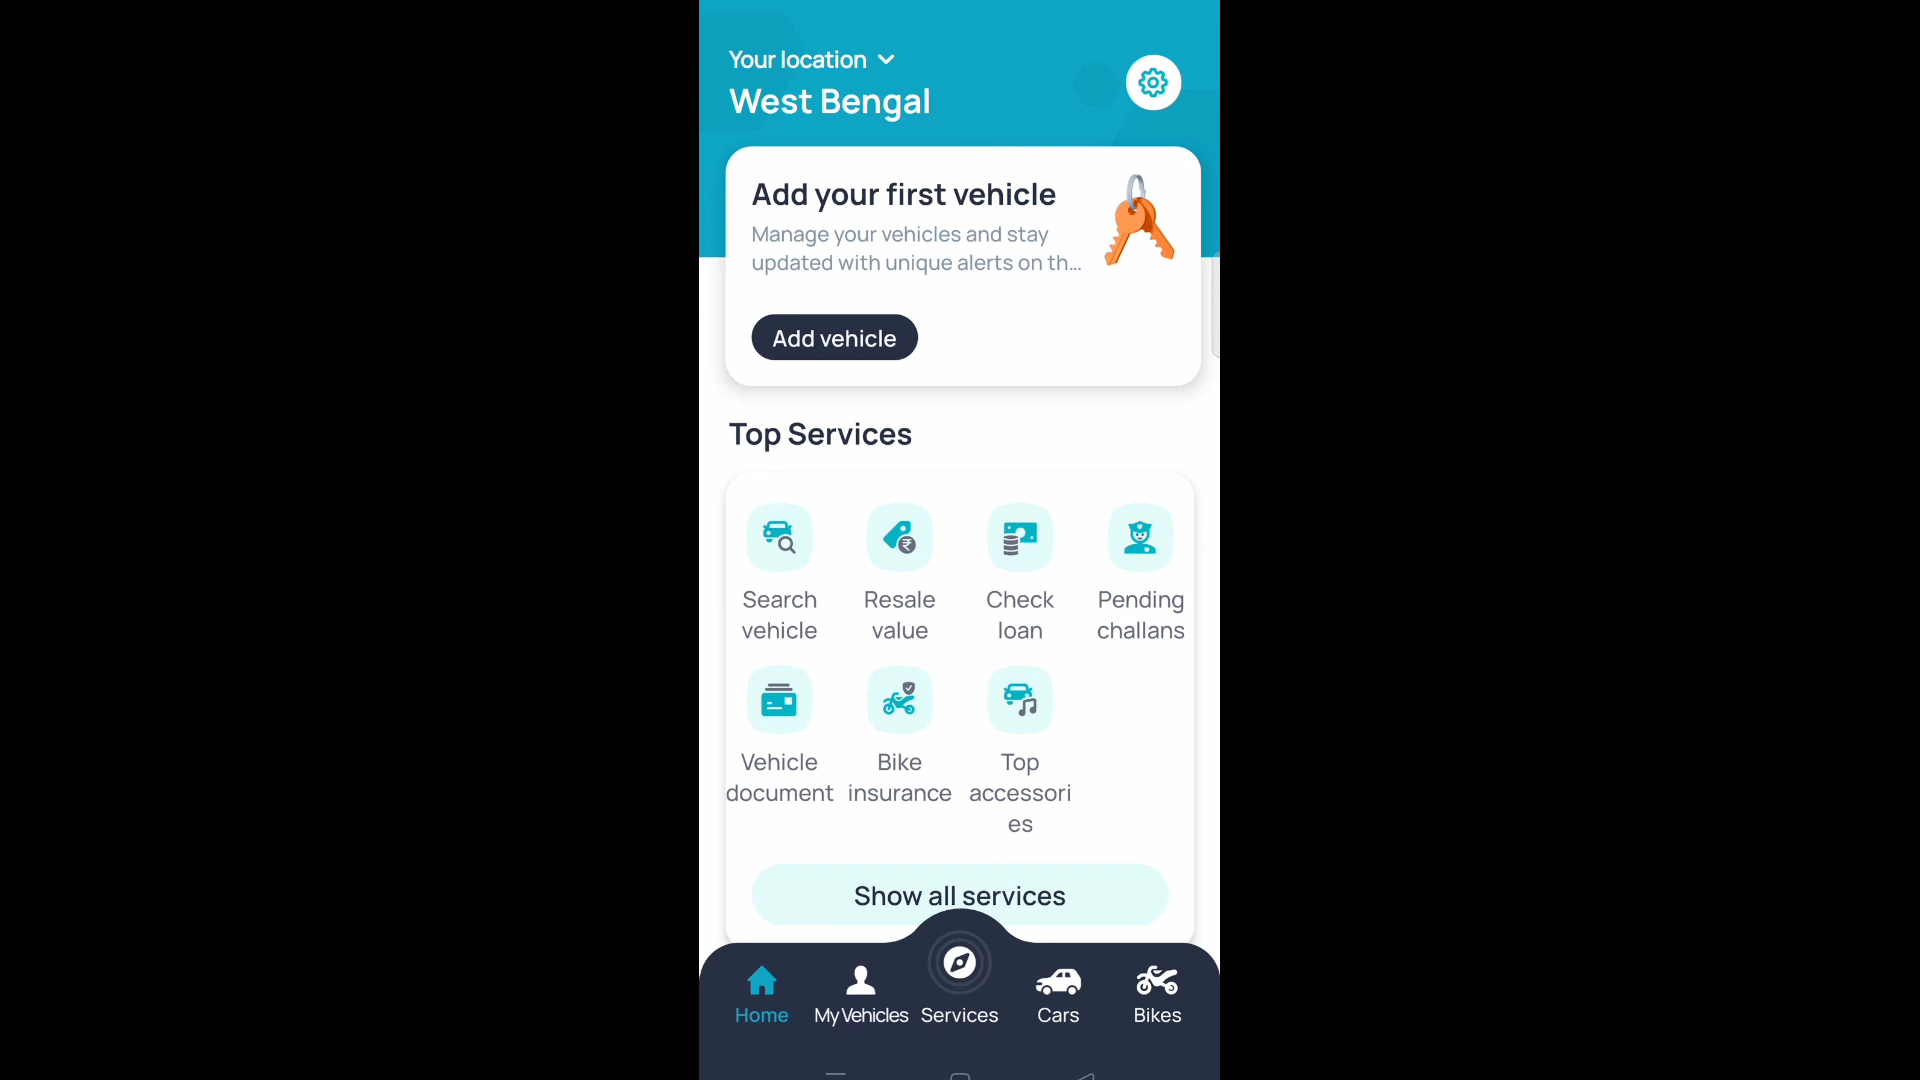 Your location
West Bengal
Add your first vehicle
Manage your vehicles and stay
updated with unique alerts on th...
Add vehicle
Top Services
Search
vehicle
Resale
value
Check
loan
Pending
challans
Vehicle
document
Bike
insurance
Top
accessori
es
Show all services
Home
My Vehicles
Services
Cars
Bikes